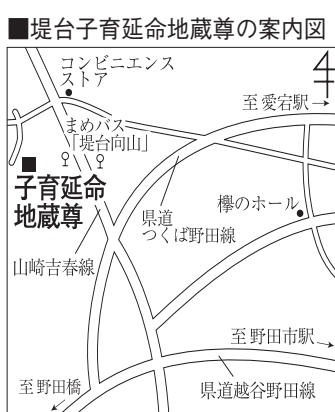 ■堤台子育延命地蔵尊の案内図
コンビニエンス
ストア
至愛宕駅→
まめバス
「堤台向山」
子育延命
地蔵尊
県道
つくば野田線
欅のホール
山崎吉春線
至野田市駅→
至野田橋
県道越谷野田線